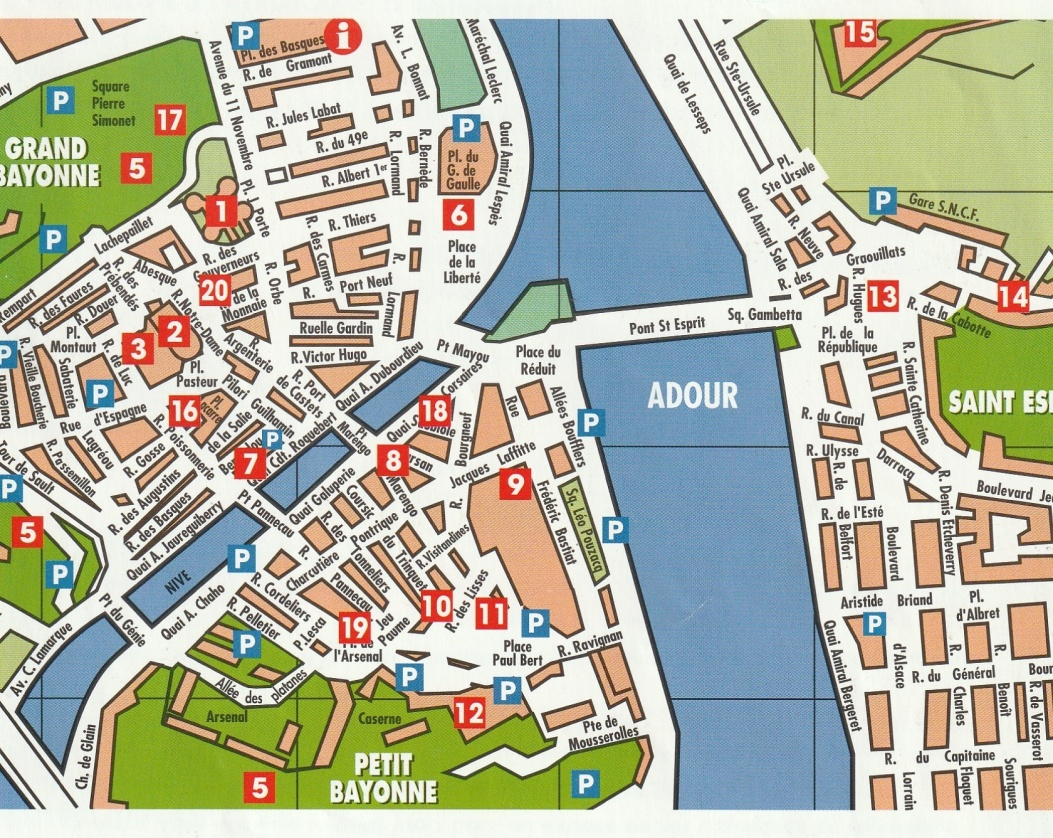 P
Pl. des Basques
i
R. de Gramont
Av. L. Bonnat
Maréchal Leclerc
Quai de Lesseps
Rue Ste-Ursule
15
P
Square
Pierre
Simonet
17
Avenue du 11 Novembre
R. Jules Labat
R. du 49e
R. Albert 1er
R. Lormand
R. Bernède
P
Pl. du
G. de
Gaulle
Quai Amiral Lespès
GRAND
BAYONNE
5
Pl. J. Porte
1
6
Place
de la
Liberté
Pl.
Ste Ursule
P
Gare S.N.C.F.
P
Lachepaillet
Abesque
R. des
Gouverneurs
R. Thiers
R. des Carmes
R. Orbe
R.
Port Neuf
R.
Lormand
Quai Amiral Sala
R. Neuve
Graouillats
R. des
R. Hugues
13
14
Rempart
R. des Faures
R. des
Prébendés
R. Douer
20
R. de la
Monnaie
R. Notre-Dame
Ruelle Gardin
R. Victor Hugo
Pont St Esprit
Sq. Gambetta
R. de la Cabotte
Pl. de la
République
P
Pl.
Montaut
R. de Luc
3
2
R.
Argenterie
Pl.
Pasteur
Pilori
Quai A. Dubourdieu
Pt Mayou
Corsaires
Place du
Réduit
ADOUR
SAINT ES
R. Vieille Boucherie
Sabaterie
P
R. Port
de Castets
Rue d'Espagne
16
R. Poissonnerie
de la Salie
Guilhamin
P
7
Quai Cdt. Roquebert
Pt
Marengo
18
8
Bourgneuf
Rue
Allées Boufflers
P
R. du Canal
R. Sainte Catherine
Tour de Sault
R. Passemillon
Lagréou
R. Gosse
R. des Augustins
R. des Basques
Quai A. Jaureguiberry
Pt Pannecau
Quai Galuperie
Coursic
Marengo
R.
Jacques Laffitte
9
Frédéric Bastiat
R. Ulysse
R. de
Darracq
R. de l'Esté
Belfort
Boulevard
R. Denis Etcheverry
Boulevard Je
P
5
P
NIVE
P
R. des
Pontrique
R.
Charcutière
Tonneliers
Pannecau
du Trinquet
R. Visitandines
P
Pt du Génie
Quai A. Chaho
R. Cordeliers
R. Pelletier
P
P. Lesca
19
Pl. de
l'Arsenal
Jeu
Paume
10
R. des Lisses
11
P
Place
Paul Bert
R. Ravignan
Aristide Briand
P
Pl.
d'Albret
Av. C. Lamarque
Allée des platanes
P
P
12
Quai Amiral Bergeret
d'Alsace
R.
R.
R. du Général
Bour
Arsenal
Caserne
Pte de
Mousserolles
Charles
Floquet
Benoît
Sourigues
R. de Vasserot
Ch. de Glain
5
PETIT
BAYONNE
P
R. du Capitaine
Lorrain